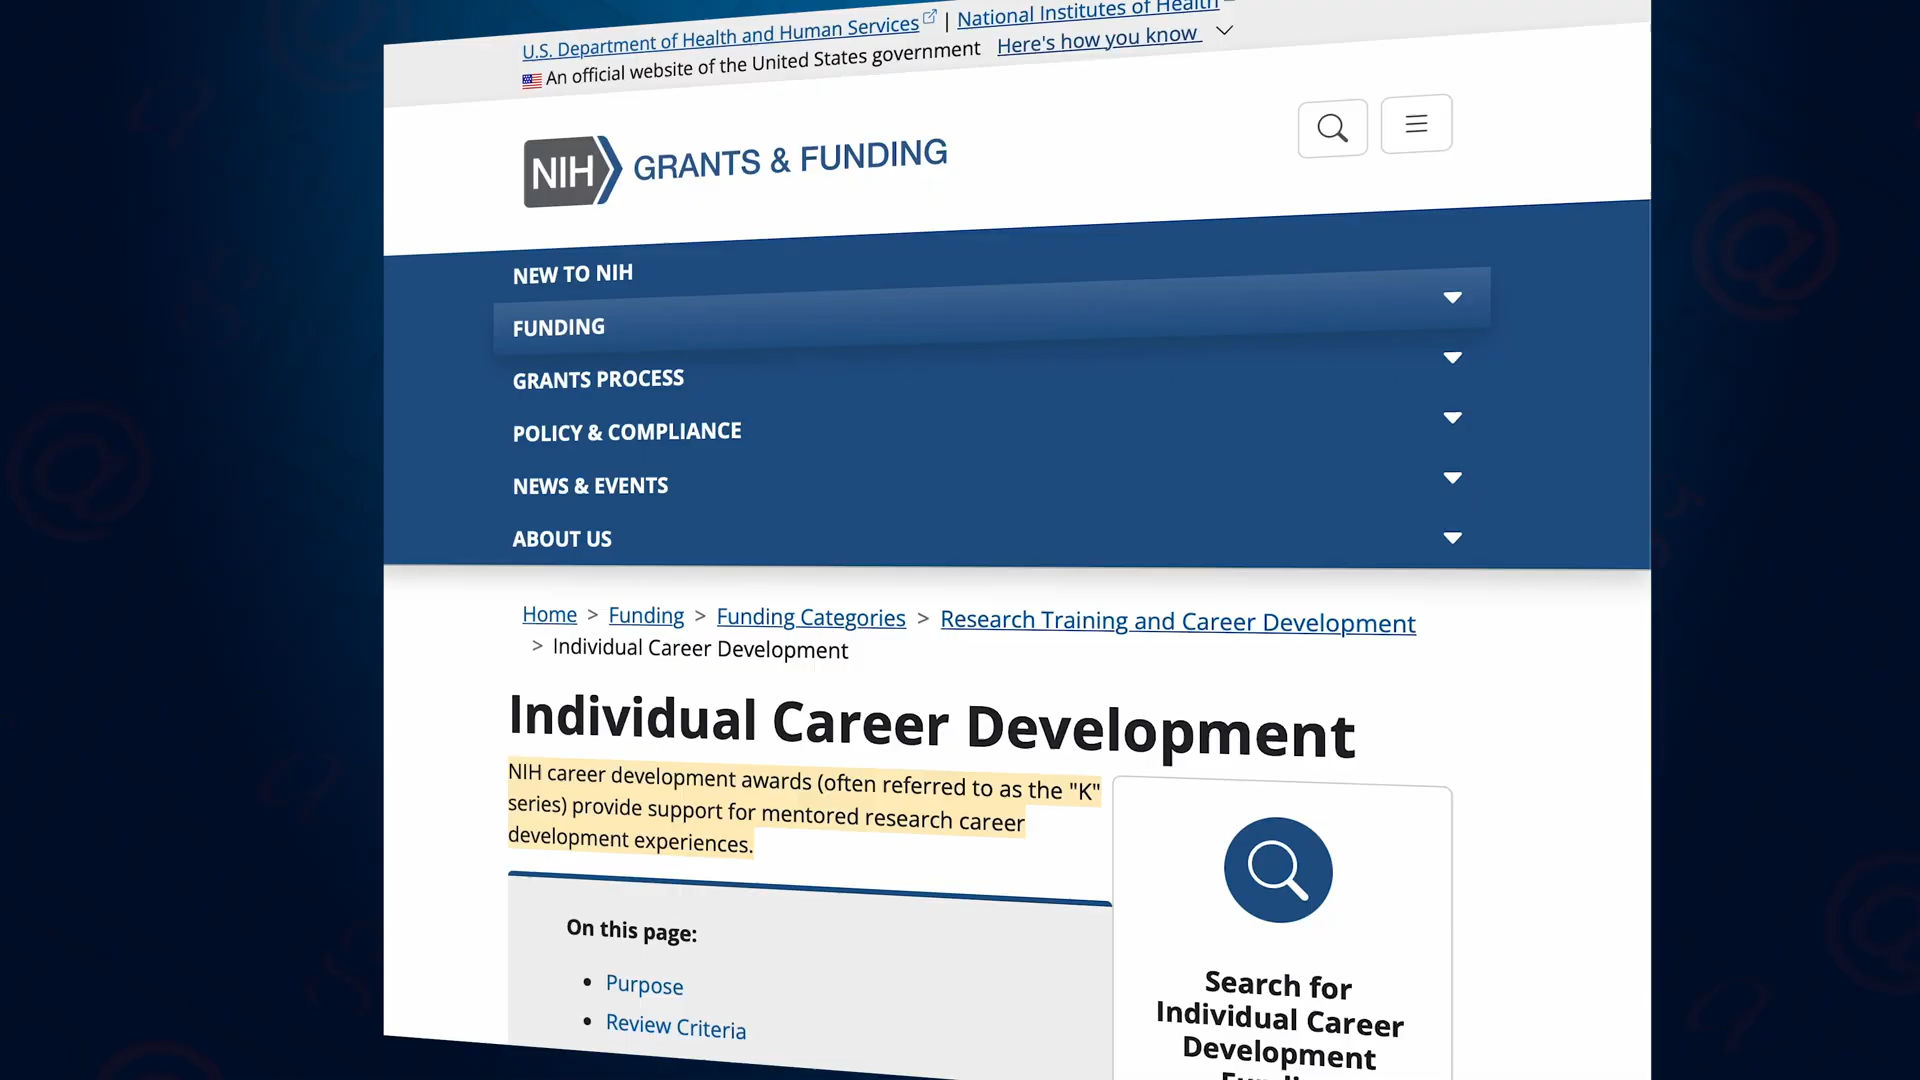 U.S. Department of Health and Human Services | National Institutes of Health
An official website of the United States government Here's how you know
NIH GRANTS & FUNDING
NEW TO NIH
FUNDING
GRANTS PROCESS
POLICY & COMPLIANCE
NEWS & EVENTS
ABOUT US
Home > Funding > Funding Categories > Research Training and Career Development
> Individual Career Development
Individual Career Development
NIH career development awards (often referred to as the "K"
series) provide support for mentored research career
development experiences.
On this page:
• Purpose
• Review Criteria
Search for
Individual Career
Development